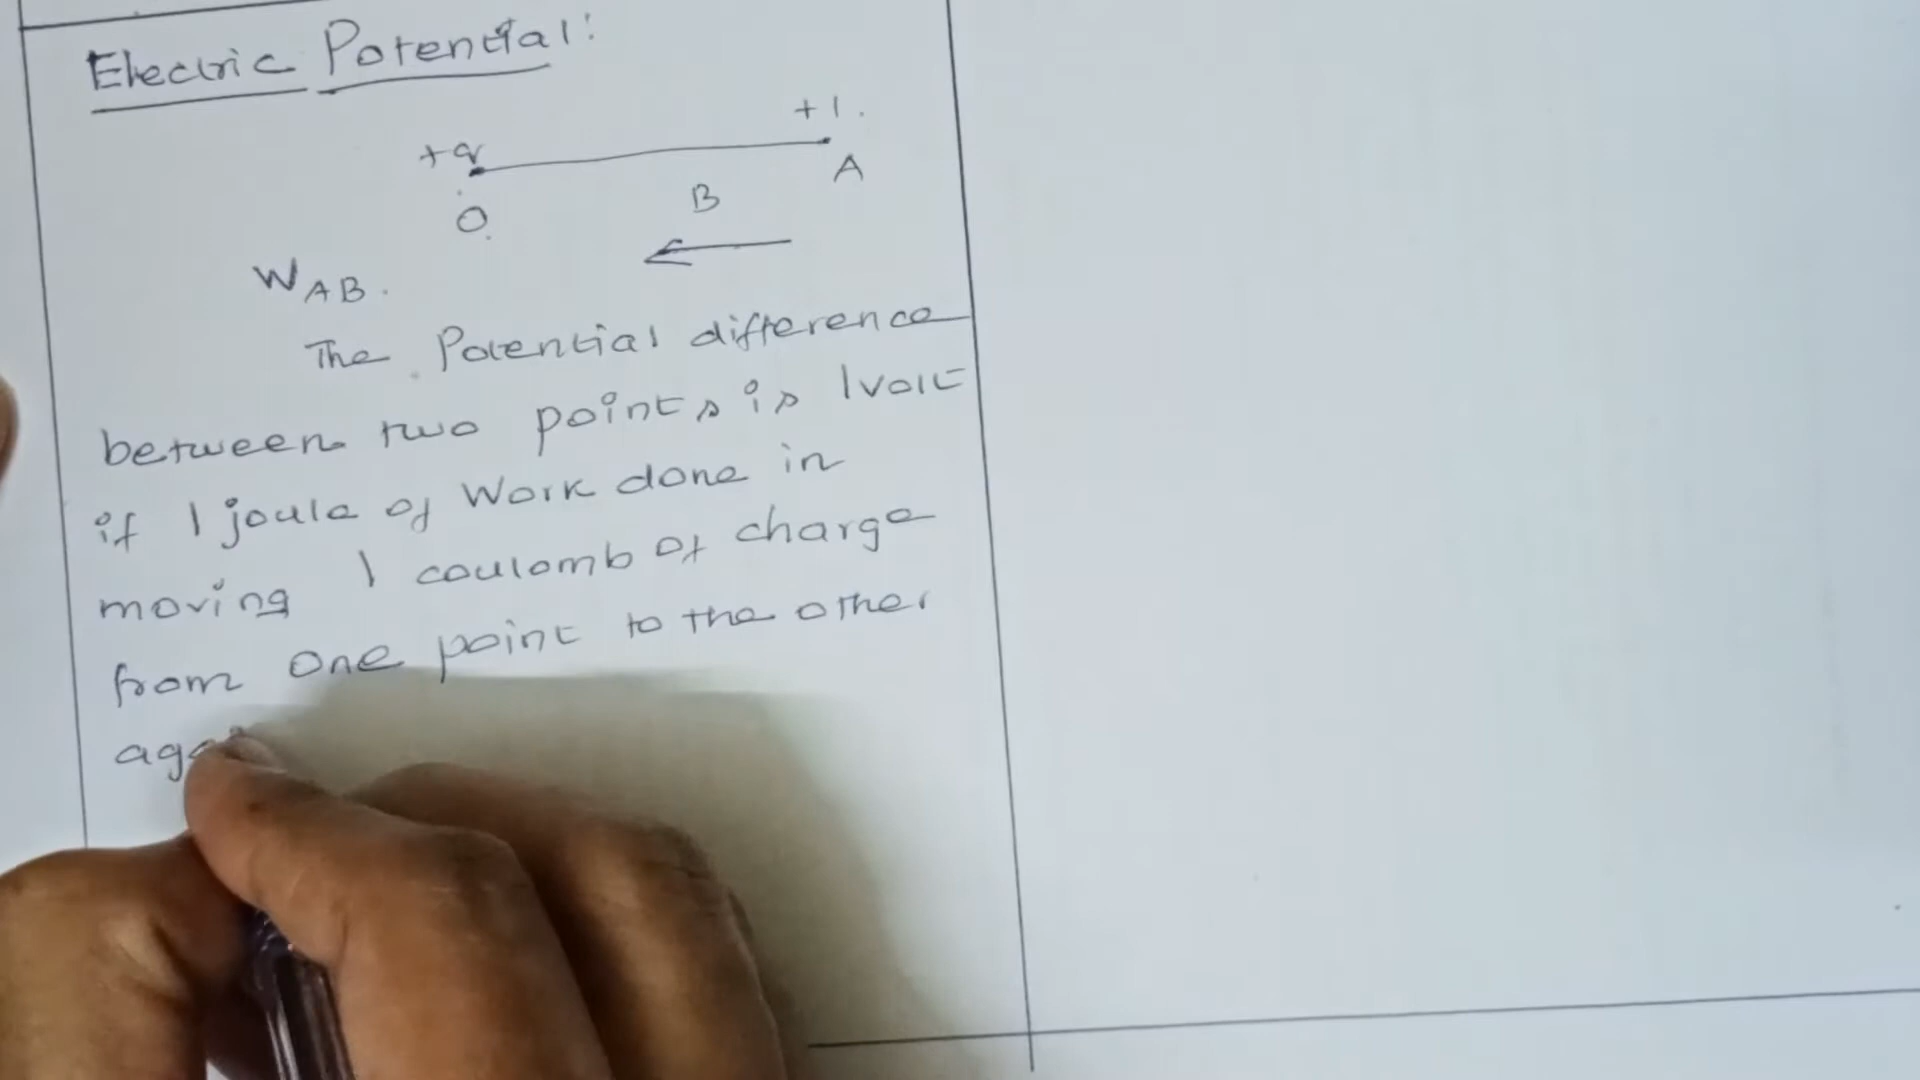 Electric Potential:
+1.
+q
A
B
O
WAB.
The Potential difference
between two points is 1volt
if 1 joule of Work done in
moving 1 coulomb of charge
from One point to the other